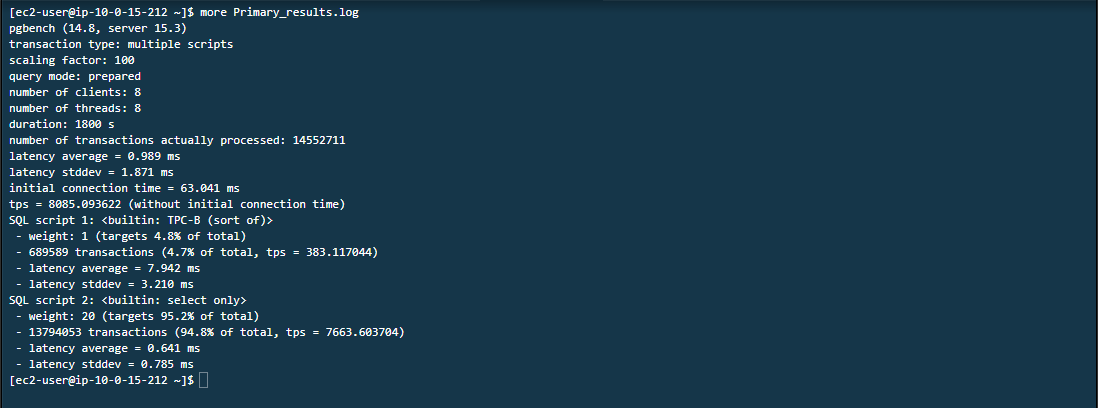 [ec2-user@ip-10-0-15-212 ~]$ more Primary_results.log
pgbench (14.8, server 15.3)
transaction type: multiple scripts
scaling factor: 100
query mode: prepared
number of clients: 8
number of threads: 8
duration: 1800 s
number of transactions actually processed: 14552711
latency average = 0.989 ms
latency stddev = 1.871 ms
initial connection time = 63.041 ms
tps = 8085.093622 (without initial connection time)
SQL script 1: <builtin: TPC-B (sort of)>
 - weight: 1 (targets 4.8% of total)
 - 689589 transactions (4.7% of total, tps = 383.117044)
 - latency average = 7.942 ms
 - latency stddev = 3.210 ms
SQL script 2: <builtin: select only>
 - weight: 20 (targets 95.2% of total)
 - 13794053 transactions (94.8% of total, tps = 7663.603704)
 - latency average = 0.641 ms
 - latency stddev = 0.785 ms
[ec2-user@ip-10-0-15-212 ~]$